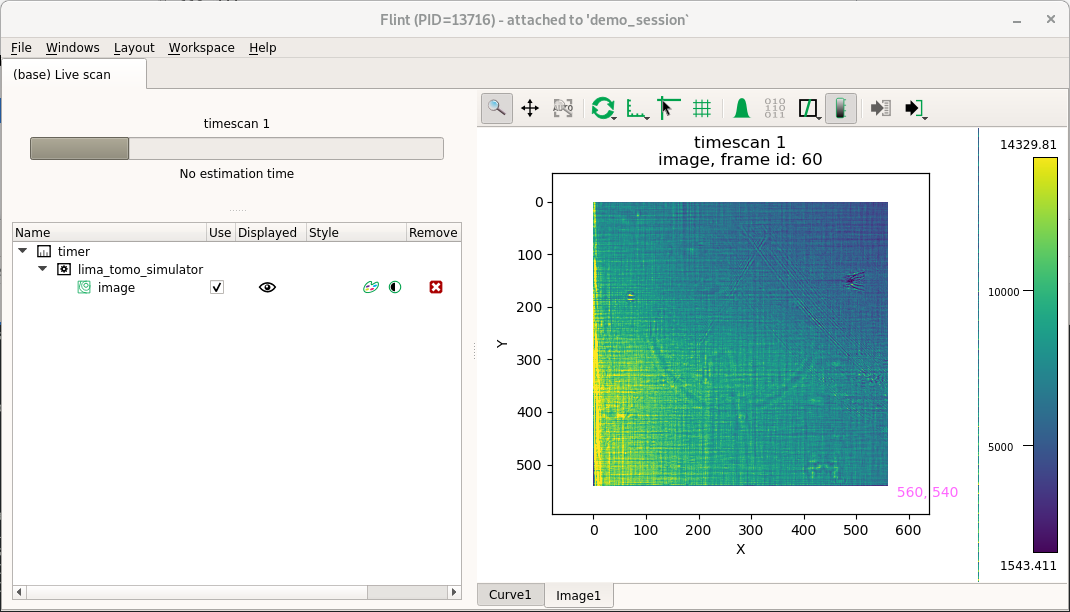 Flint (PID=13716) - attached to 'demo_session`
File Windows Layout Workspace Help
(base) Live scan
timescan 1
No estimation time
Name Use Displayed Style Remove
timer
lima_tomo_simulator
image
timescan 1
image, frame id: 60
0
100
200
300
400
500
Y
0 100 200 300 400 500 600
X
560, 540
14329.81
10000
5000
1543.411
Curve1 Image1